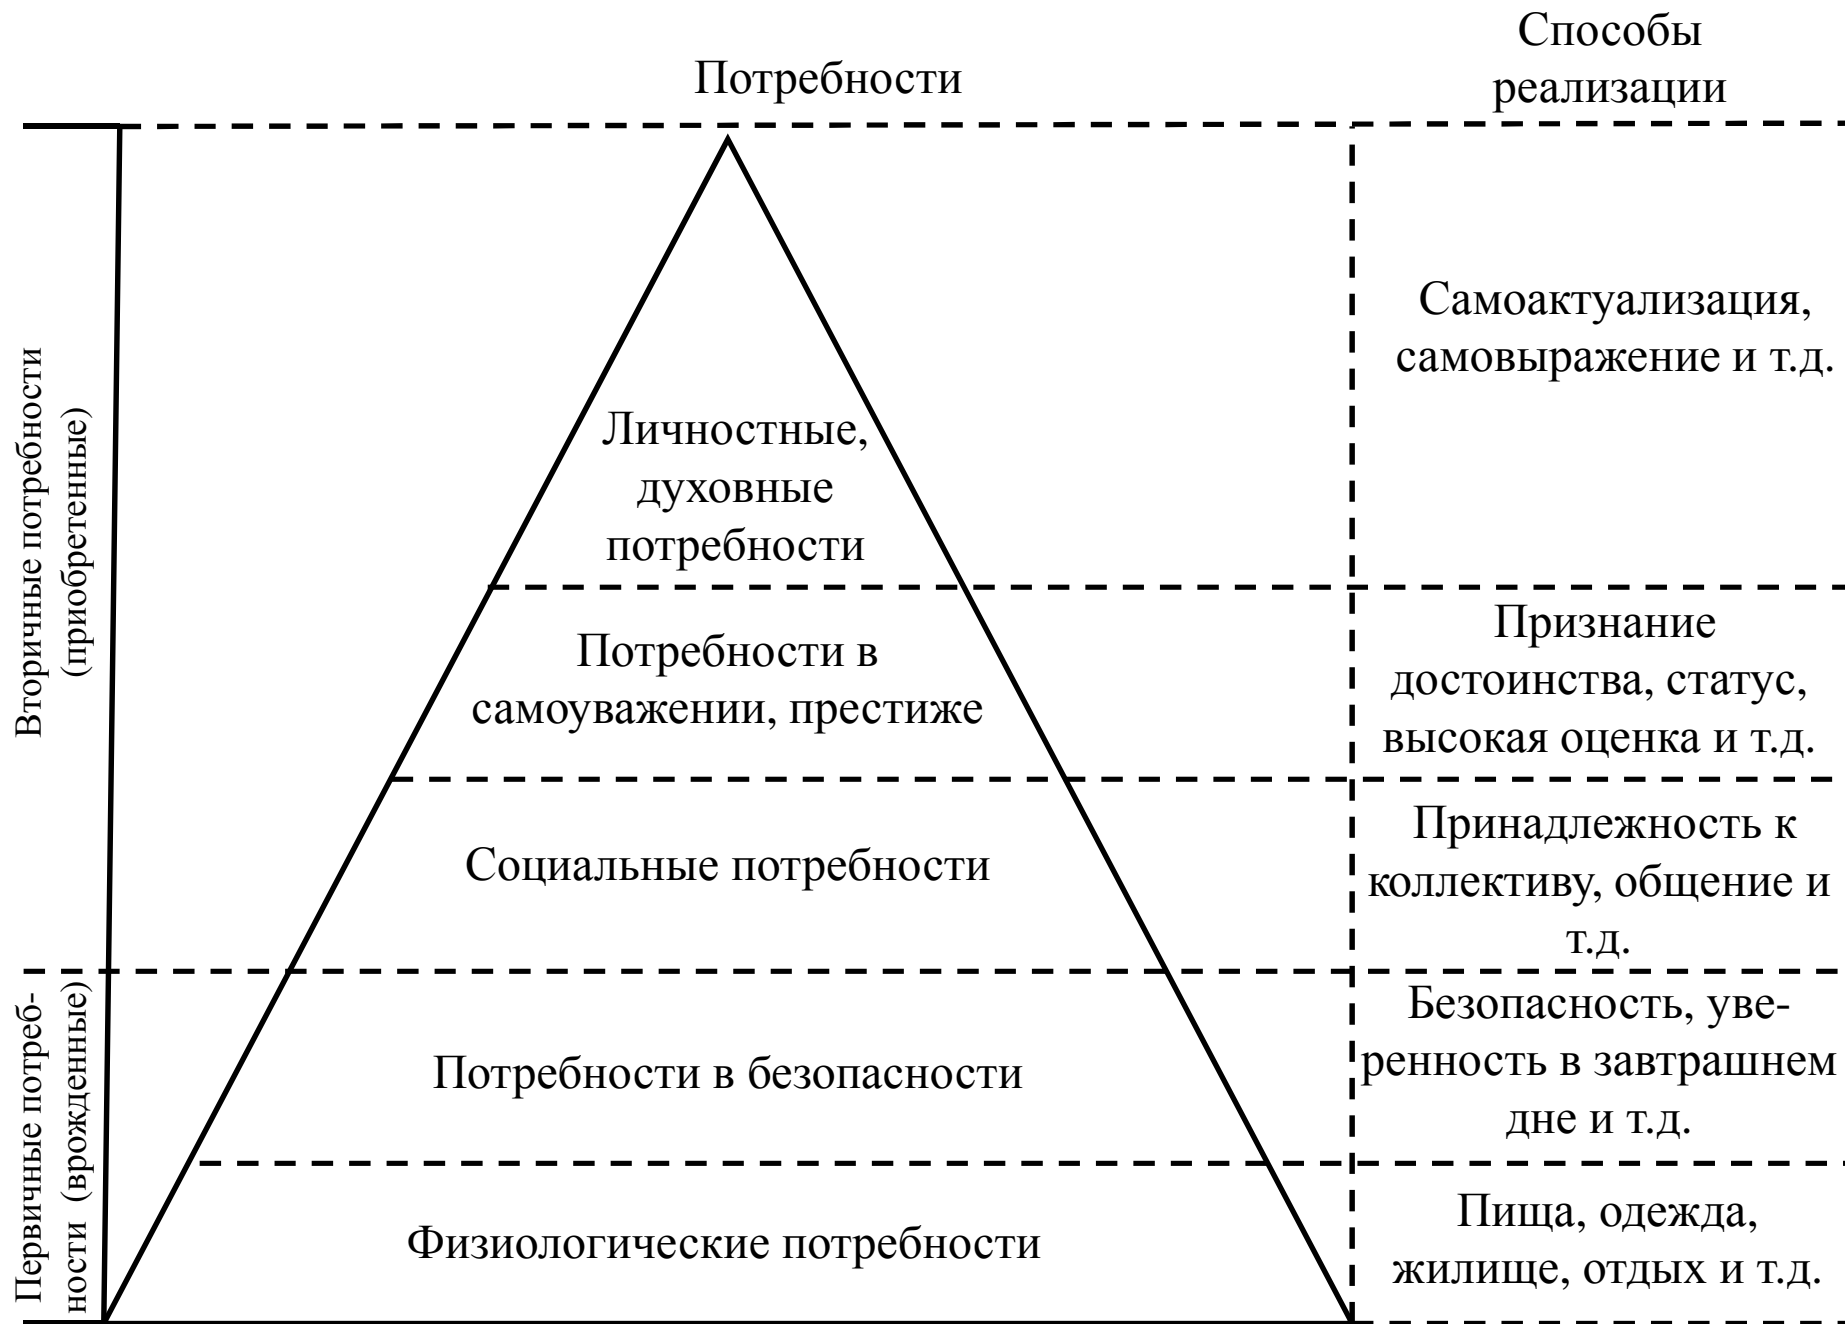 Потребности
Способы
реализации
Вторичные потребности
(приобретенные)
Личностные,
духовные
потребности
Самоактуализация,
самовыражение и т.д.
Потребности в
самоуважении, престиже
Признание
достоинства, статус,
высокая оценка и т.д.
Социальные потребности
Принадлежность к
коллективу, общение и
т.д.
Первичные потреб-
ности (врожденные)
Потребности в безопасности
Безопасность, уве-
ренность в завтрашнем
дне и т.д.
Физиологические потребности
Пища, одежда,
жилище, отдых и т.д.